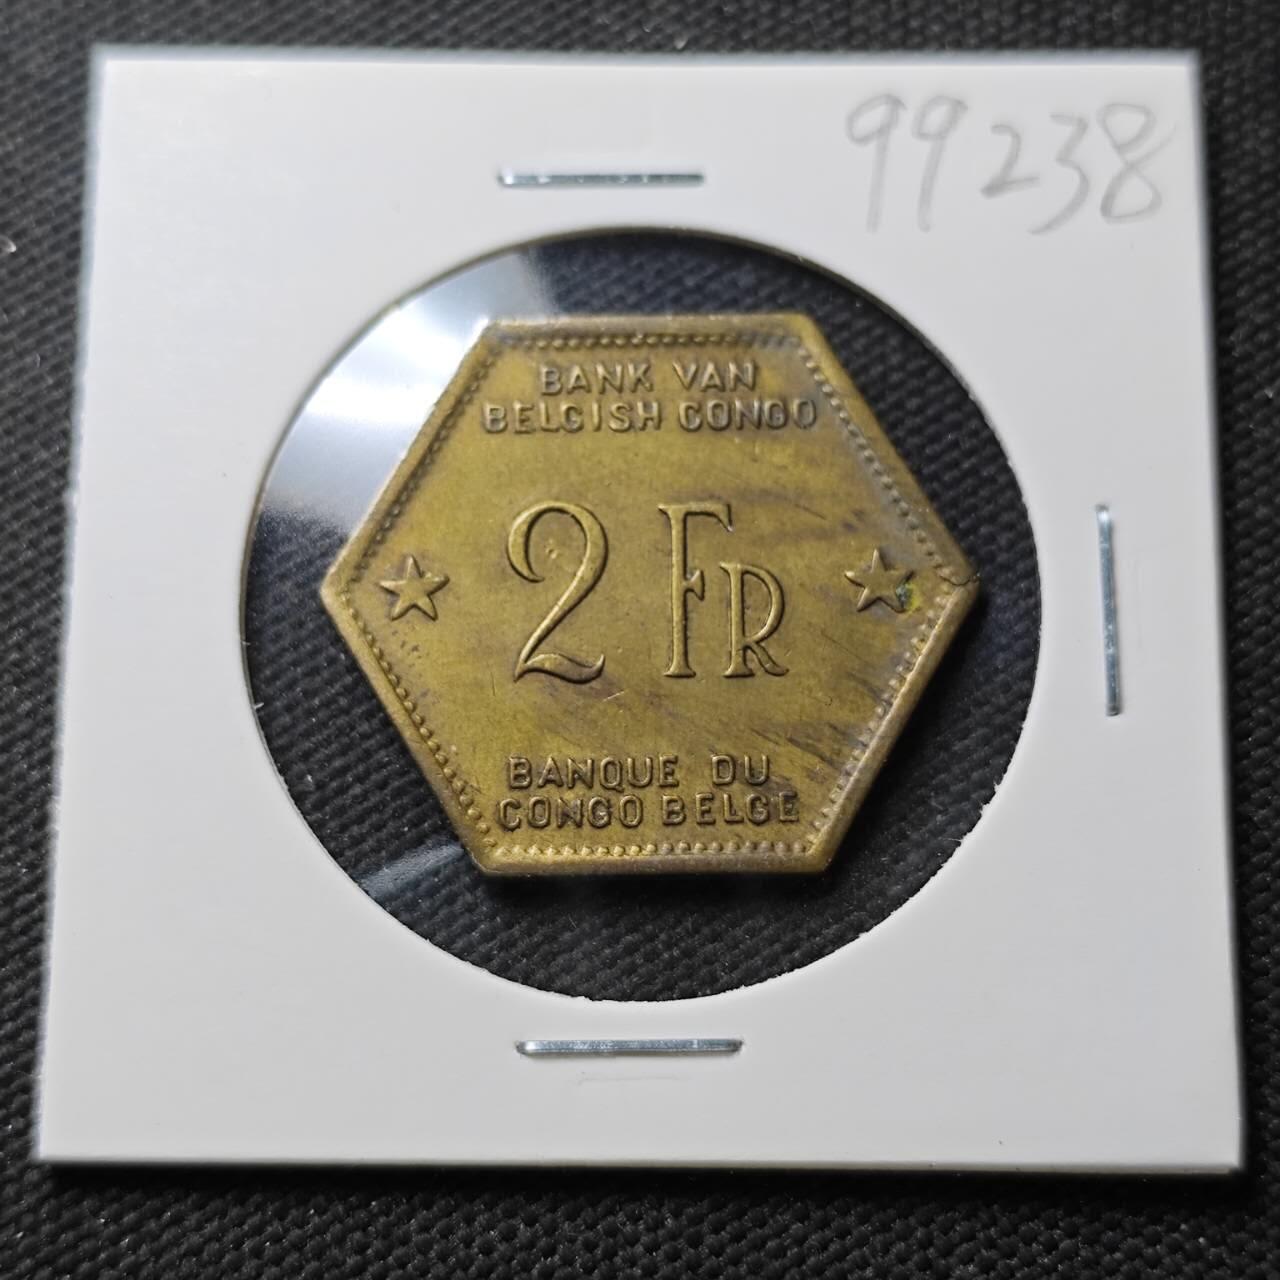 99238
BANK VAN
BELGISH CONGO
2 FR
BANQUE DU
CONGO BELGE